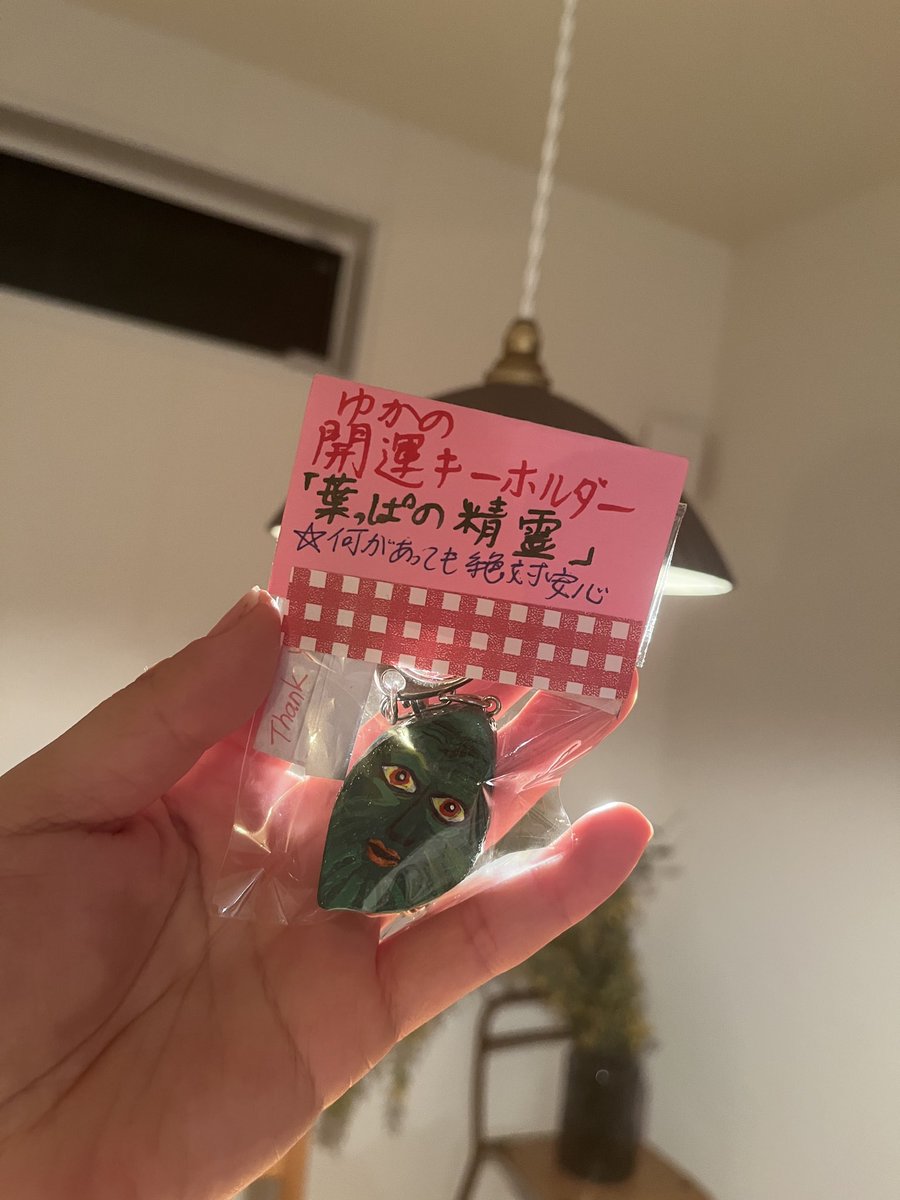 ゆかの
開運キーホルダー
「葉っぱの精霊」
☆何があっても絶対安心
Thank